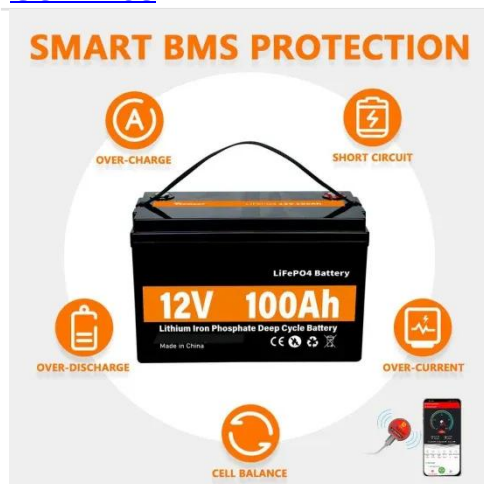 SMART BMS PROTECTION
OVER-CHARGE
SHORT CIRCUIT
LiFePO4 Battery
12V 100Ah
Lithium Iron Phosphate Deep Cycle Battery
Made in China
OVER-DISCHARGE
OVER-CURRENT
CELL BALANCE